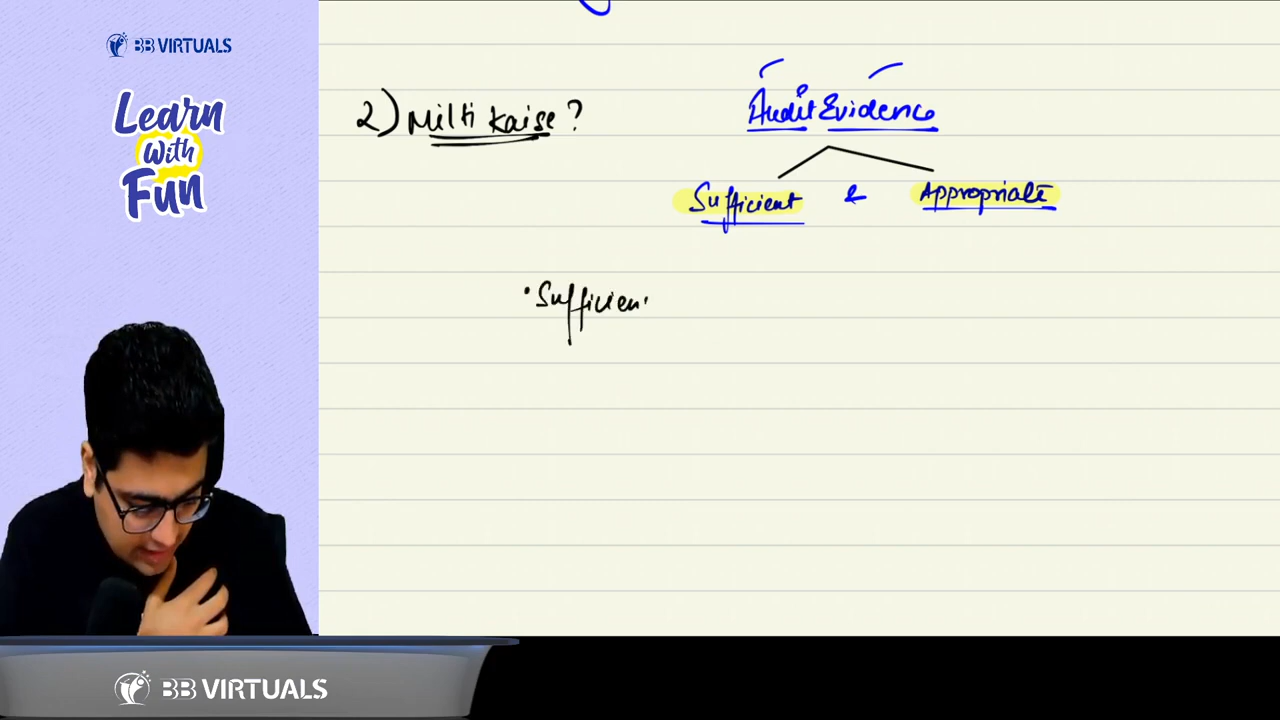 BB VIRTUALS
Learn
With
Fun
2) Milti Kaise?
Audit Evidence
Sufficient & Appropriate
• Sufficien
BB VIRTUALS